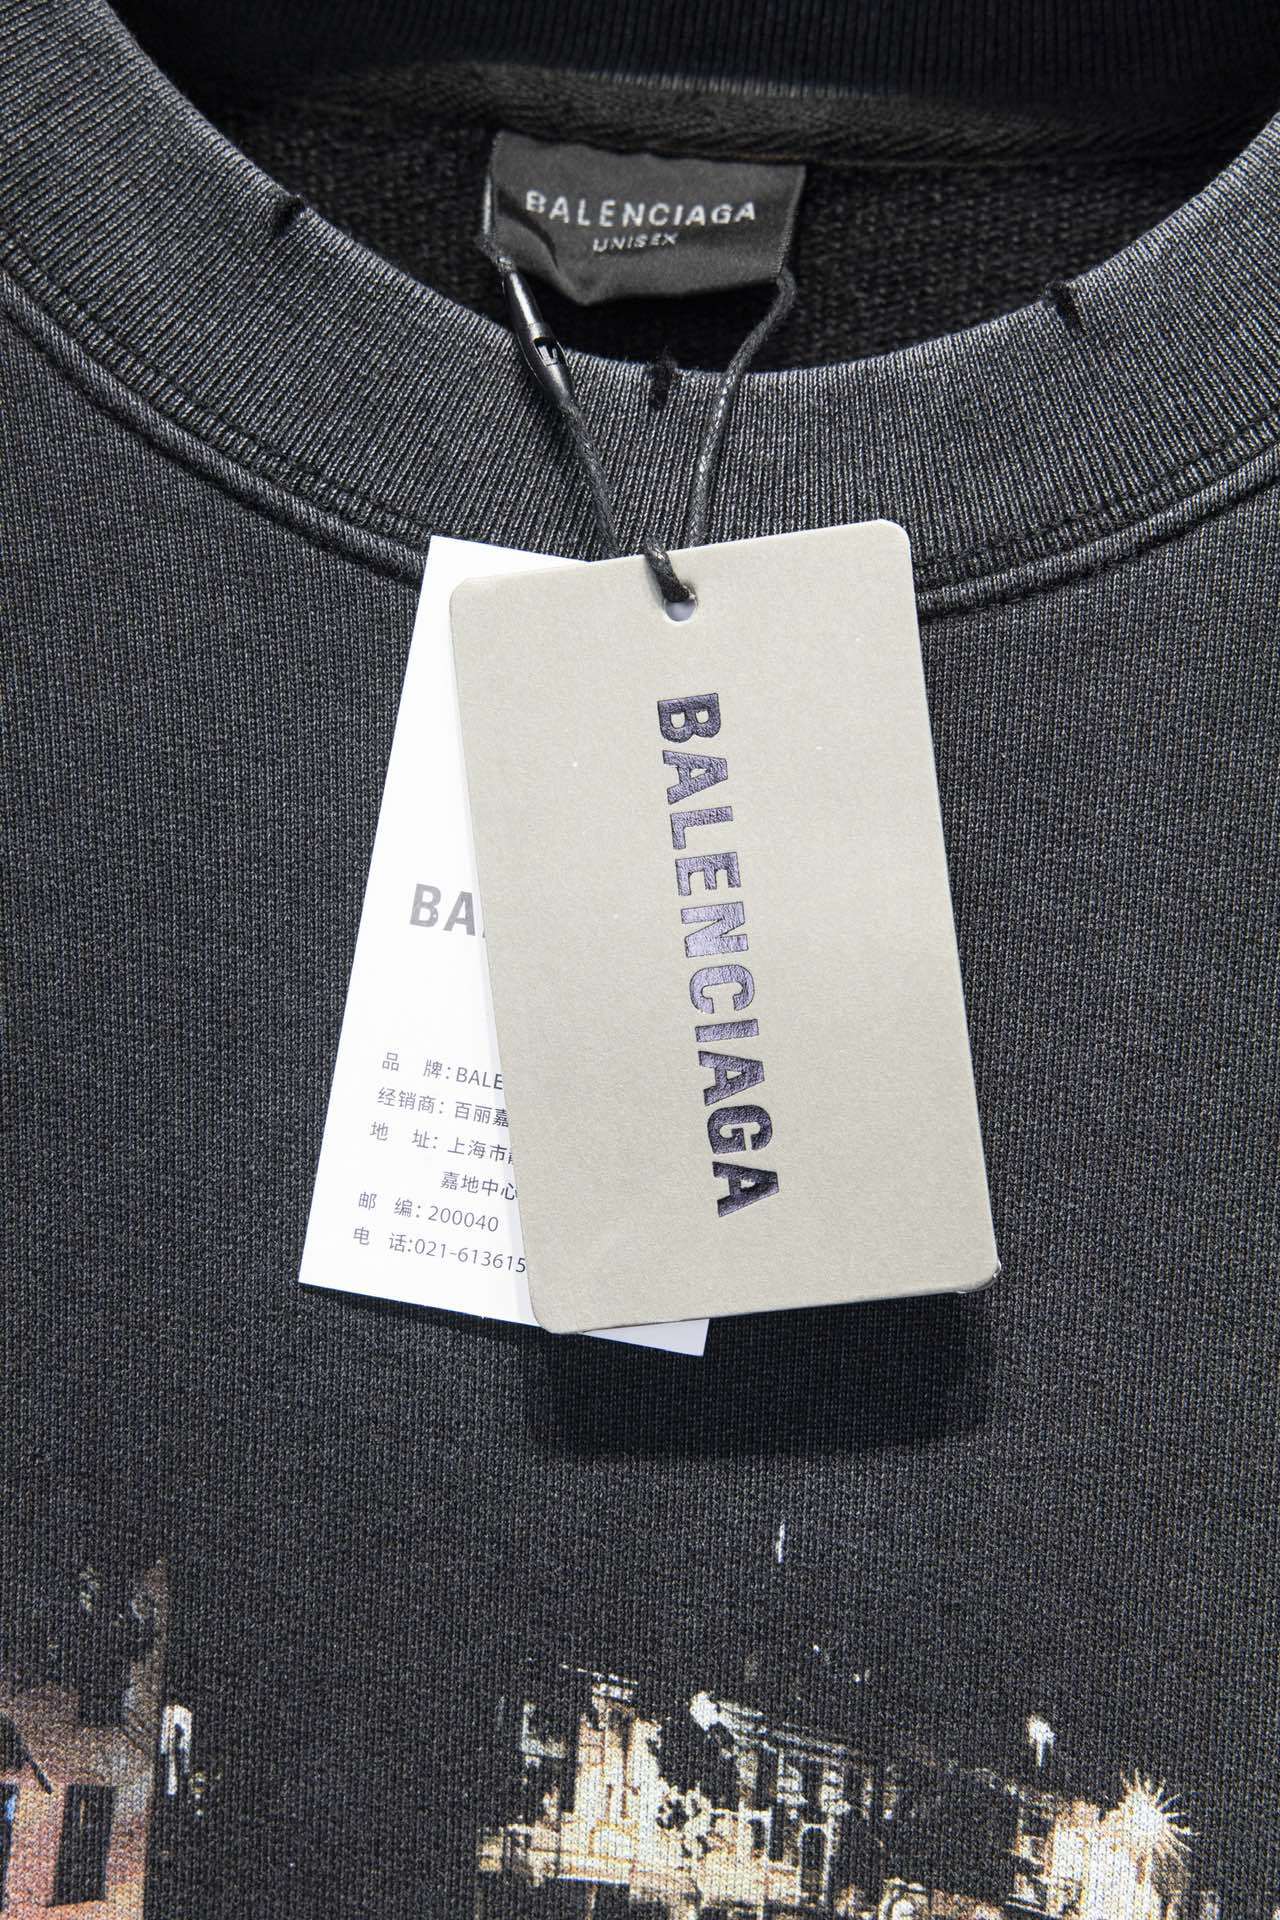 BALENCIAGA
UNISEX
E
BALENCIAGA
BA
品 牌：BALE
经销商：百丽嘉
地 址：上海市
嘉地中心
邮 编：200040
电 话：021-613615